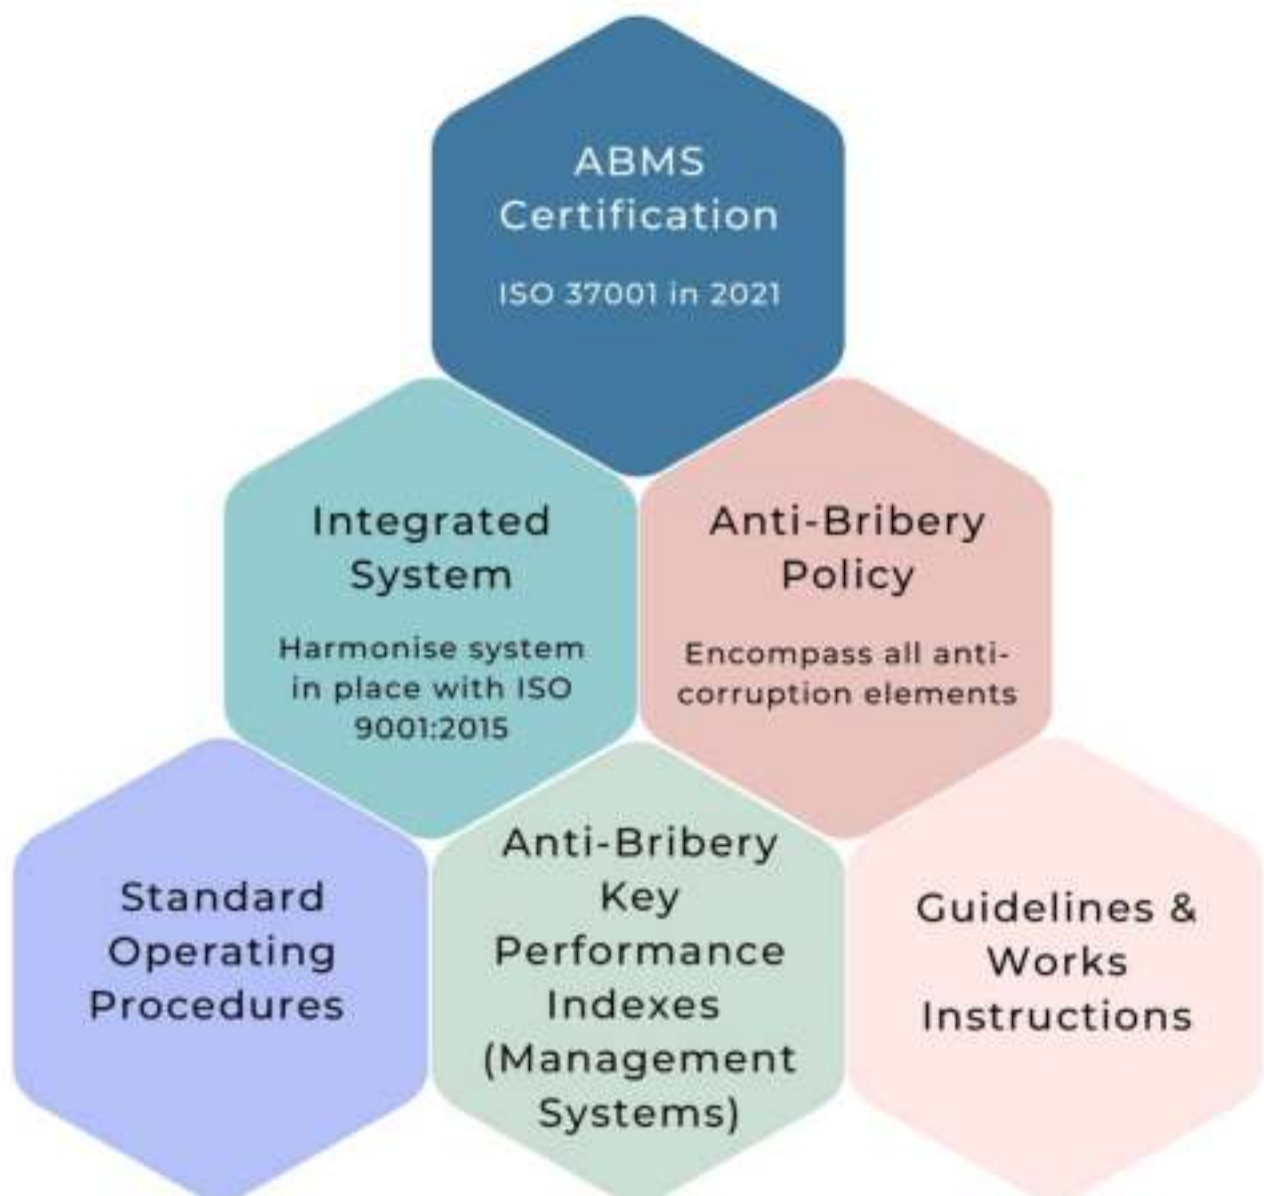 ABMS
Certification
ISO 37001 in 2021
Integrated
System
Harmonise system
in place with ISO
9001:2015
Anti-Bribery
Policy
Encompass all anti-
corruption elements
Standard
Operating
Procedures
Anti-Bribery
Key
Performance
Indexes
(Management
Systems)
Guidelines &
Works
Instructions